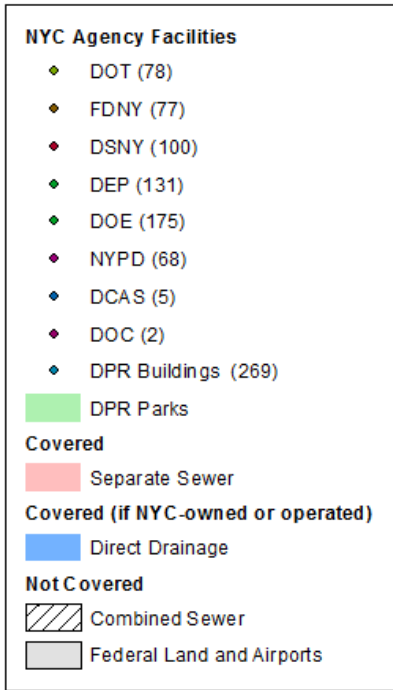 NYC Agency Facilities
DOT (78)
FDNY (77)
DSNY (100)
DEP (131)
DOE (175)
NYPD (68)
DCAS (5)
DOC (2)
DPR Buildings (269)
DPR Parks
Covered
Separate Sewer
Covered (if NYC-owned or operated)
Direct Drainage
Not Covered
Combined Sewer
Federal Land and Airports